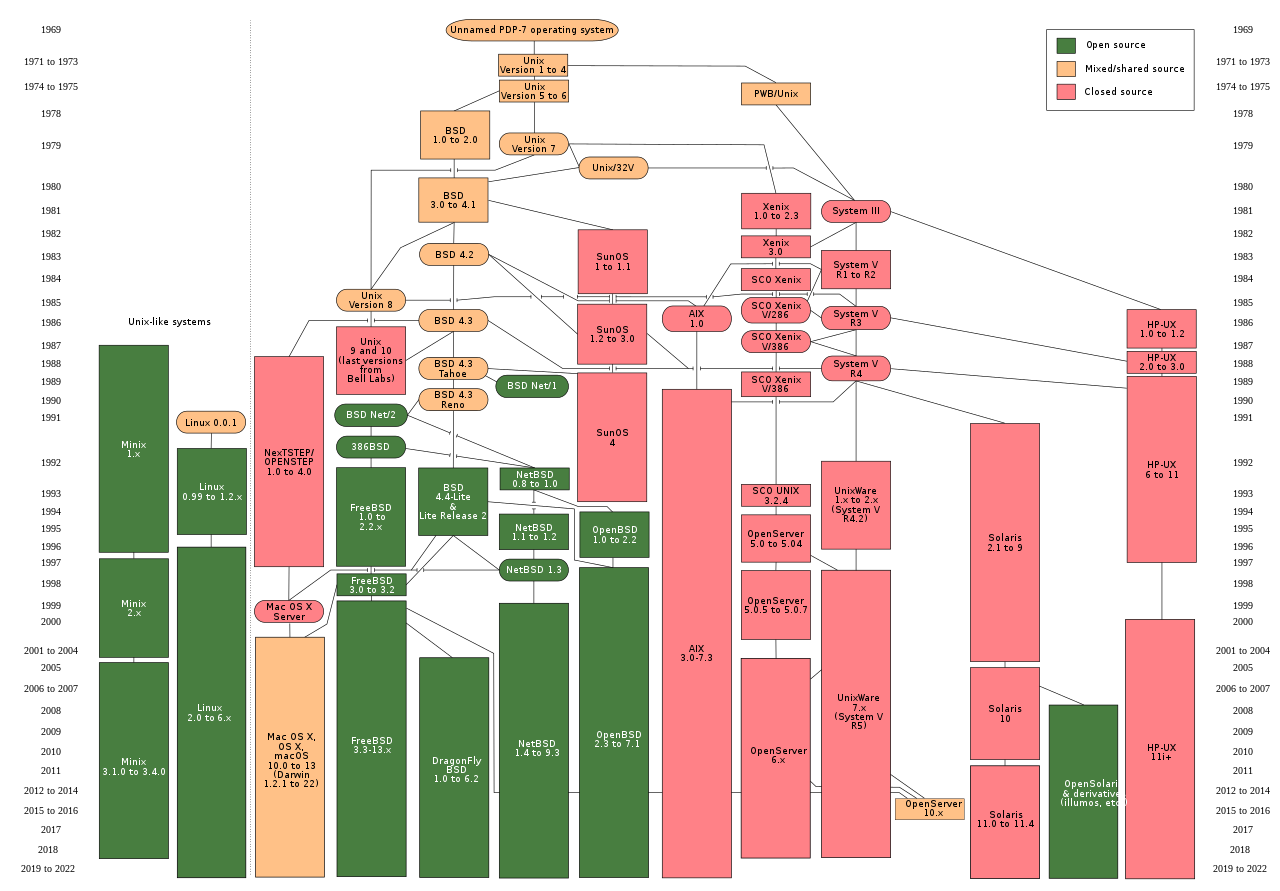 1969
1971 to 1973
1974 to 1975
1978
1979
1980
1981
1982
1983
1984
1985
1986
1987
1988
1989
1990
1991
1992
1993
1994
1995
1996
1997
1998
1999
2000
2001 to 2004
2005
2006 to 2007
2008
2009
2010
2011
2012 to 2014
2015 to 2016
2017
2018
2019 to 2022
Unix-like systems
Minix
1.x
Minix
2.x
Minix
3.1.0 to 3.4.0
Linux 0.0.1
Linux
0.99 to 1.2.x
Linux
2.0 to 6.x
NexTSTEP/
OPENSTEP
1.0 to 4.0
Mac OS X
Server
Mac OS X,
OS X,
macOS
10.0 to 13
(Darwin
1.2.1 to 22)
Unnamed PDP-7 operating system
Unix
Version 1 to 4
Unix
Version 5 to 6
PWB/Unix
BSD
1.0 to 2.0
Unix
Version 7
Unix/32V
BSD
3.0 to 4.1
BSD 4.2
Unix
Version 8
BSD 4.3
Unix
9 and 10
(last versions
from
Bell Labs)
BSD 4.3
Tahoe
BSD Net/1
BSD 4.3
Reno
BSD Net/2
386BSD
FreeBSD
1.0 to
2.2.x
BSD
4.4-Lite
&
Lite Release 2
NetBSD
0.8 to 1.0
NetBSD
1.1 to 1.2
OpenBSD
1.0 to 2.2
NetBSD 1.3
FreeBSD
3.0 to 3.2
FreeBSD
3.3-13.x
DragonFly
BSD
1.0 to 6.2
NetBSD
1.4 to 9.3
OpenBSD
2.3 to 7.1
SunOS
1 to 1.1
SunOS
1.2 to 3.0
SunOS
4
AIX
1.0
AIX
3.0-7.3
Xenix
1.0 to 2.3
Xenix
3.0
SCO Xenix
SCO Xenix
V/286
SCO Xenix
V/386
SCO Xenix
V/386
SCO UNIX
3.2.4
OpenServer
5.0 to 5.04
OpenServer
5.0.5 to 5.0.7
OpenServer
6.x
System III
System V
R1 to R2
System V
R3
System V
R4
UnixWare
1.x to 2.x
(System V
R4.2)
UnixWare
7.x
(System V
R5)
OpenServer
10.x
Solaris
2.1 to 9
Solaris
10
Solaris
11.0 to 11.4
OpenSolari
& derivative
(illumos, etc.)
HP-UX
1.0 to 1.2
HP-UX
2.0 to 3.0
HP-UX
6 to 11
HP-UX
11i+
Open source
Mixed/shared source
Closed source
1969
1971 to 1973
1974 to 1975
1978
1979
1980
1981
1982
1983
1984
1985
1986
1987
1988
1989
1990
1991
1992
1993
1994
1995
1996
1997
1998
1999
2000
2001 to 2004
2005
2006 to 2007
2008
2009
2010
2011
2012 to 2014
2015 to 2016
2017
2018
2019 to 2022